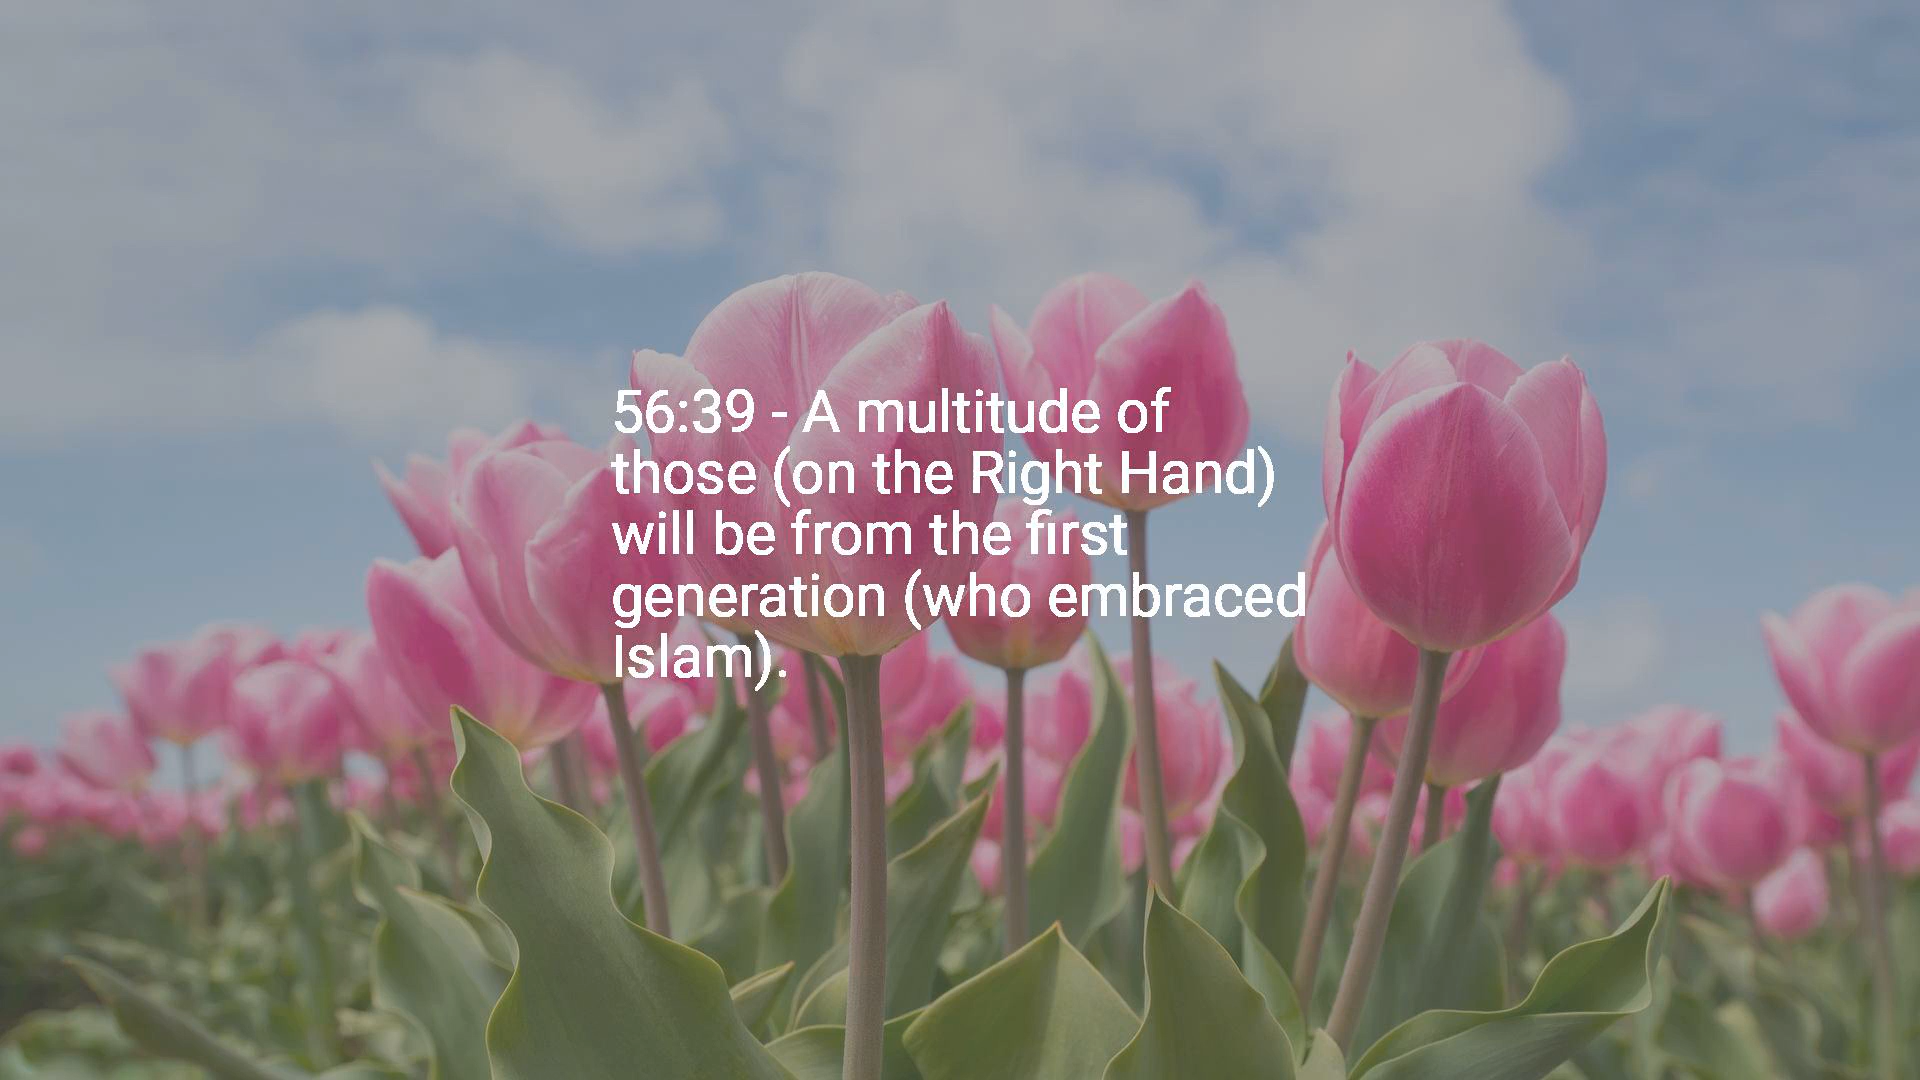 56:39 - A multitude of
those (on the Right Hand)
will be from the first
generation (who embraced
Islam).